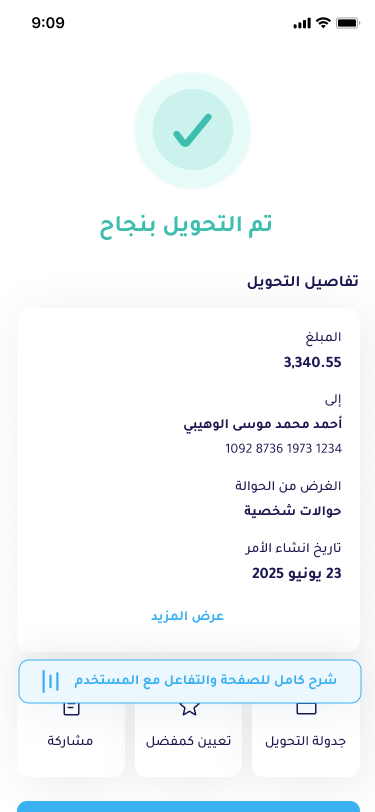 9:09
تم التحويل بنجاح
تفاصيل التحويل
المبلغ
3,340.55
إلى
أحمد محمد موسى الوهيبي
1092 8736 1973 1234
الغرض من الحوالة
حوالات شخصية
تاريخ انشاء الأمر
23 يونيو 2025
عرض المزيد
شرح كامل للصفحة والتفاعل مع المستخدم
جدولة التحويل
تعيين كمفضل
مشاركة